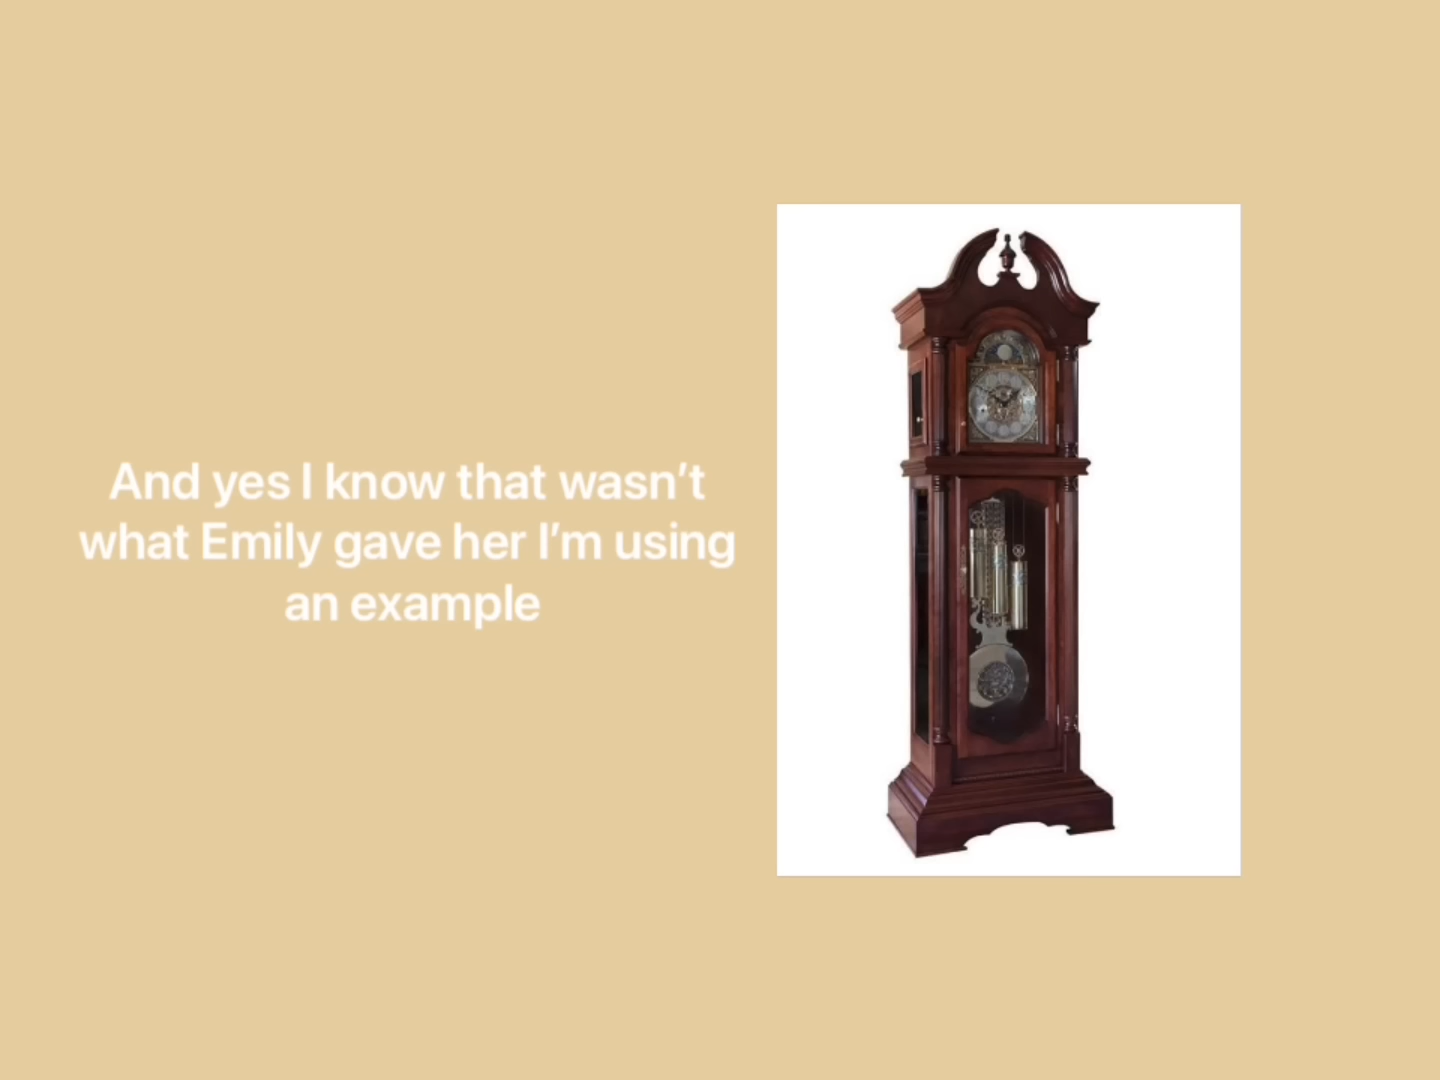 And yes I know that wasn’t
what Emily gave her I’m using
an example